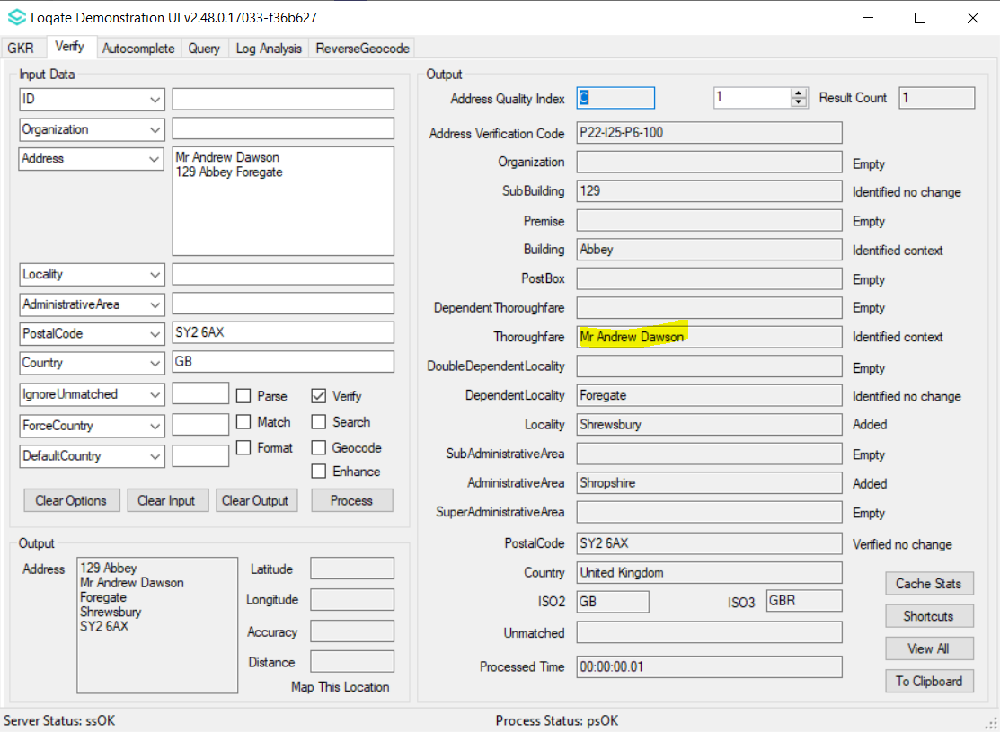 Loqate Demonstration UI v2.48.0.17033-f36b627
GKR Verify Autocomplete Query Log Analysis ReverseGeocode
Input Data
ID
Organization
Address
Mr Andrew Dawson
129 Abbey Foregate
Locality
AdministrativeArea
PostalCode SY2 6AX
Country GB
IgnoreUnmatched Parse Verify
ForceCountry Match Search
DefaultCountry Format Geocode
Enhance
Clear Options Clear Input Clear Output Process
Output
Address
129 Abbey
Mr Andrew Dawson
Foregate
Shrewsbury
SY2 6AX
Latitude
Longitude
Accuracy
Distance
Map This Location
Output
Address Quality Index C 1 Result Count 1
Address Verification Code P22-I25-P6-100
Organization Empty
SubBuilding 129 Identified no change
Premise Empty
Building Abbey Identified context
PostBox Empty
DependentThoroughfare Empty
Thoroughfare Mr Andrew Dawson Identified context
DoubleDependentLocality Empty
DependentLocality Foregate Identified no change
Locality Shrewsbury Added
SubAdministrativeArea Empty
AdministrativeArea Shropshire Added
SuperAdministrativeArea Empty
PostalCode SY2 6AX Verified no change
Country United Kingdom
ISO2 GB ISO3 GBR
Unmatched
Processed Time 00:00:00.01
Cache Stats
Shortcuts
View All
To Clipboard
Server Status: ssOK Process Status: psOK